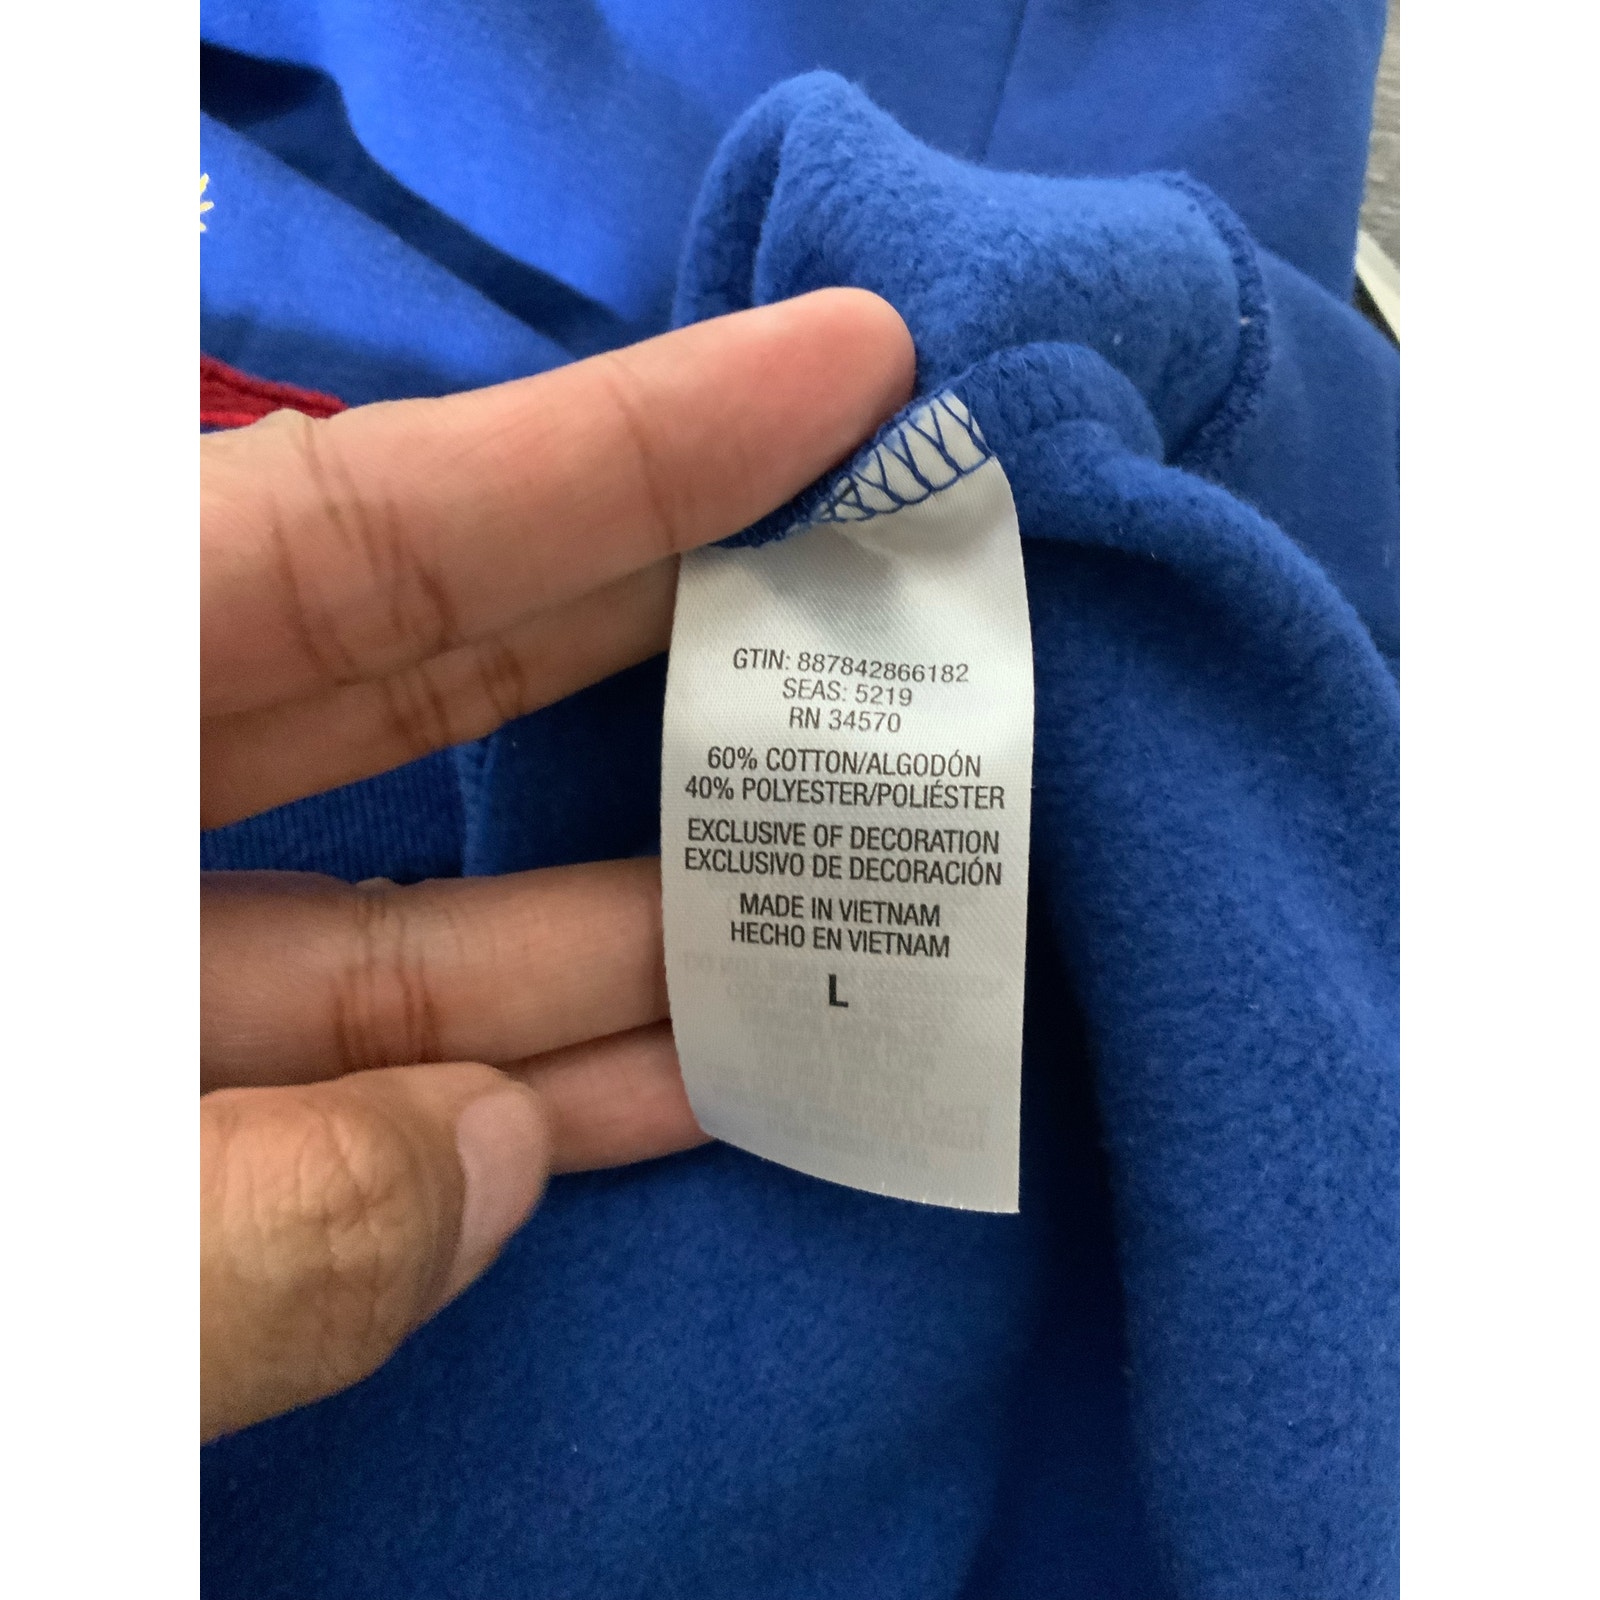 GTIN: 887842866182
SEAS: 5219
RN 34570
60% COTTON/ALGODÓN
40% POLYESTER/POLIÉSTER
EXCLUSIVE OF DECORATION
EXCLUSIVO DE DECORACIÓN
MADE IN VIETNAM
HECHO EN VIETNAM
L